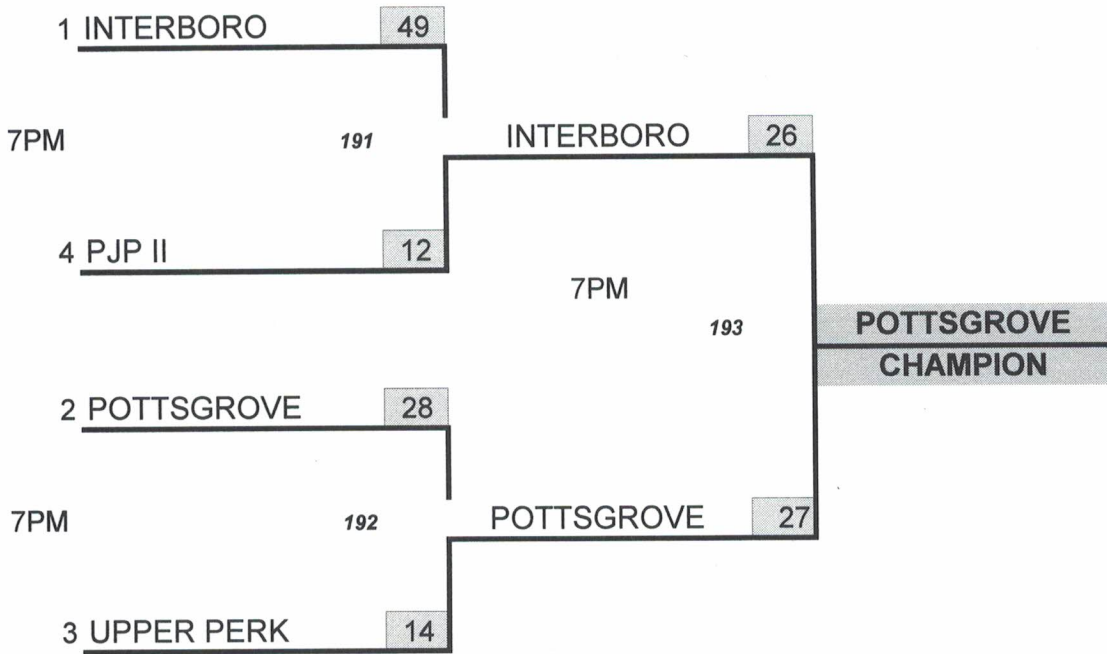 1 INTERBORO 49
7PM 191
INTERBORO 26
4 PJP II 12
7PM
193
POTTSGROVE
CHAMPION
2 POTTSGROVE 28
7PM 192
POTTSGROVE 27
3 UPPER PERK 14